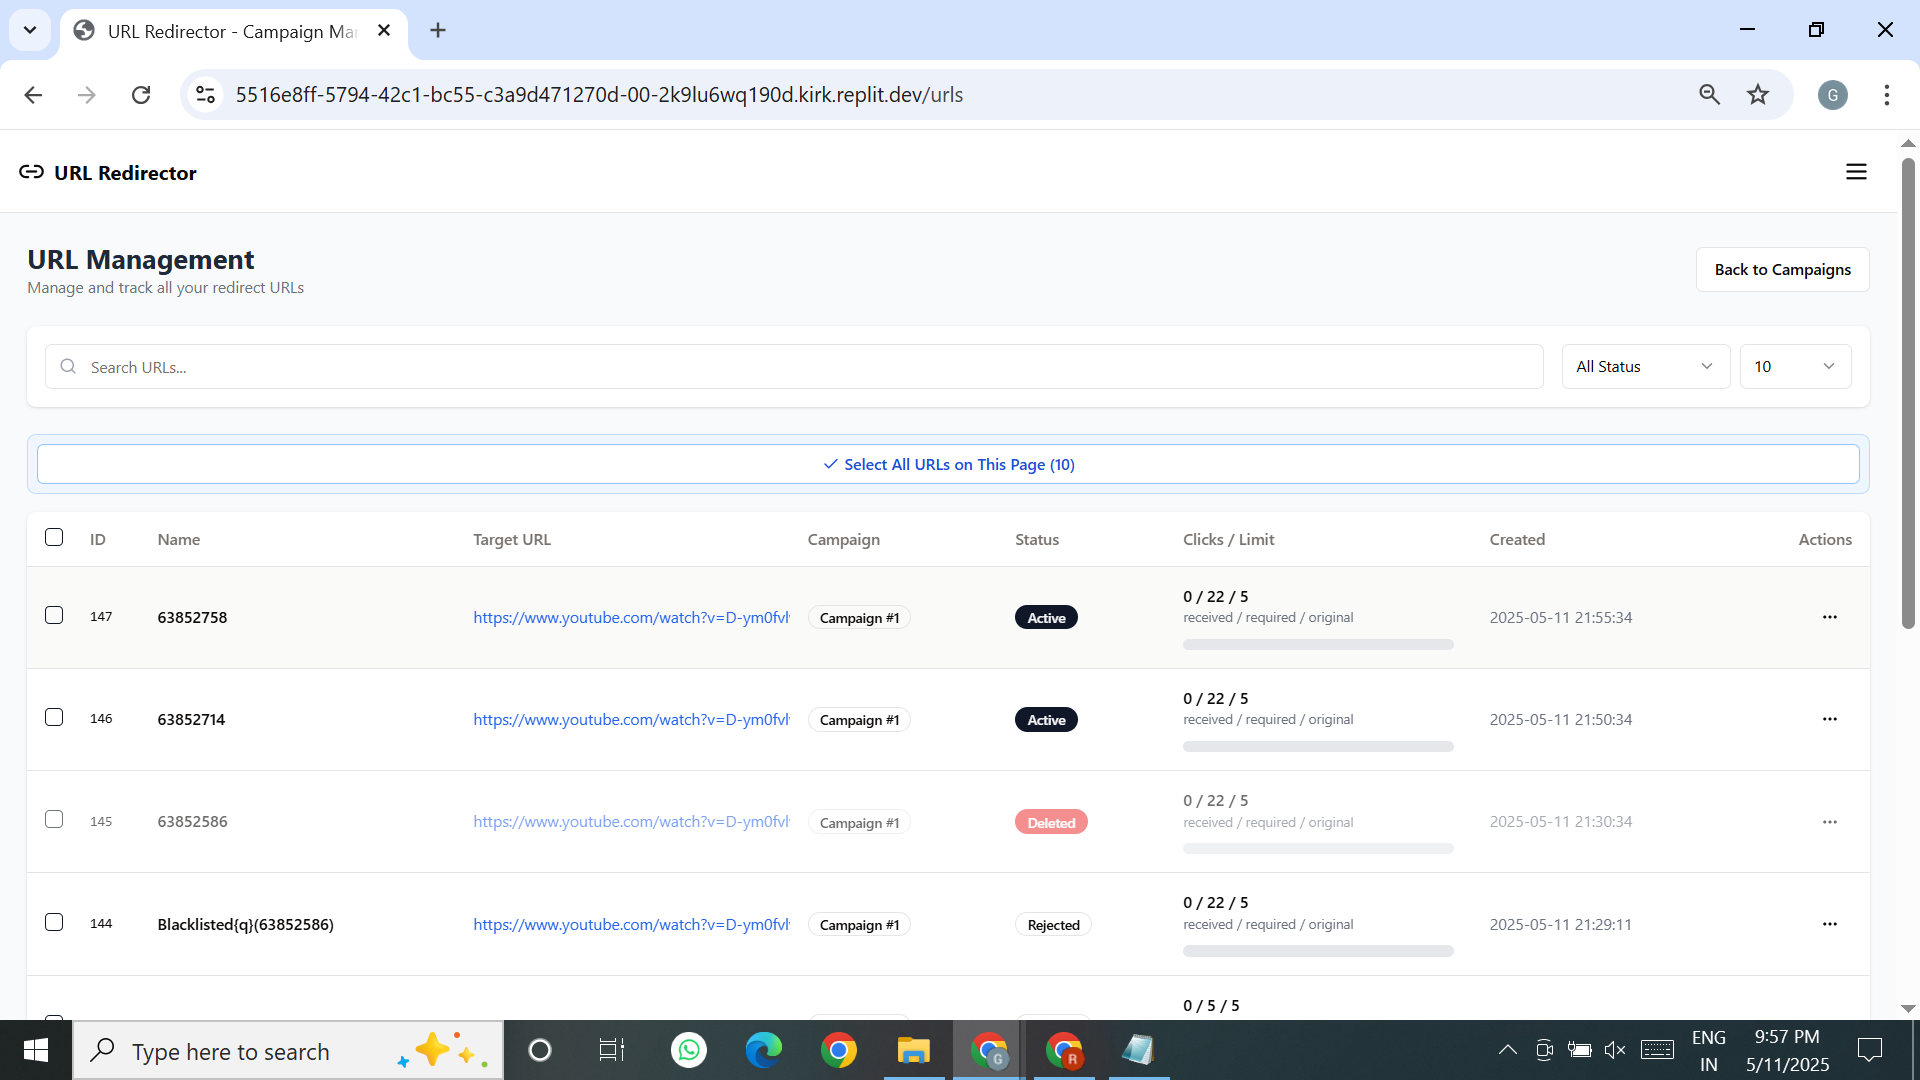 URL Redirector - Campaign Ma
5516e8ff-5794-42c1-bc55-c3a9d471270d-00-2k9lu6wq190d.kirk.replit.dev/urls
G
URL Redirector
URL Management
Manage and track all your redirect URLs
Back to Campaigns
Search URLs...
All Status
10
Select All URLs on This Page (10)
ID Name Target URL Campaign Status Clicks / Limit Created Actions
0 / 22 / 5
147 63852758 https://www.youtube.com/watch?v=D-ym0fvl Campaign #1 Active received / required / original 2025-05-11 21:55:34
0 / 22 / 5
146 63852714 https://www.youtube.com/watch?v=D-ym0fvl Campaign #1 Active received / required / original 2025-05-11 21:50:34
0 / 22 / 5
145 63852586 https://www.youtube.com/watch?v=D-ym0fvl Campaign #1 Deleted received / required / original 2025-05-11 21:30:34
0 / 22 / 5
144 Blacklisted{q}(63852586) https://www.youtube.com/watch?v=D-ym0fvl Campaign #1 Rejected received / required / original 2025-05-11 21:29:11
0 / 5 / 5
Type here to search
G
R
ENG
IN
9:57 PM
5/11/2025